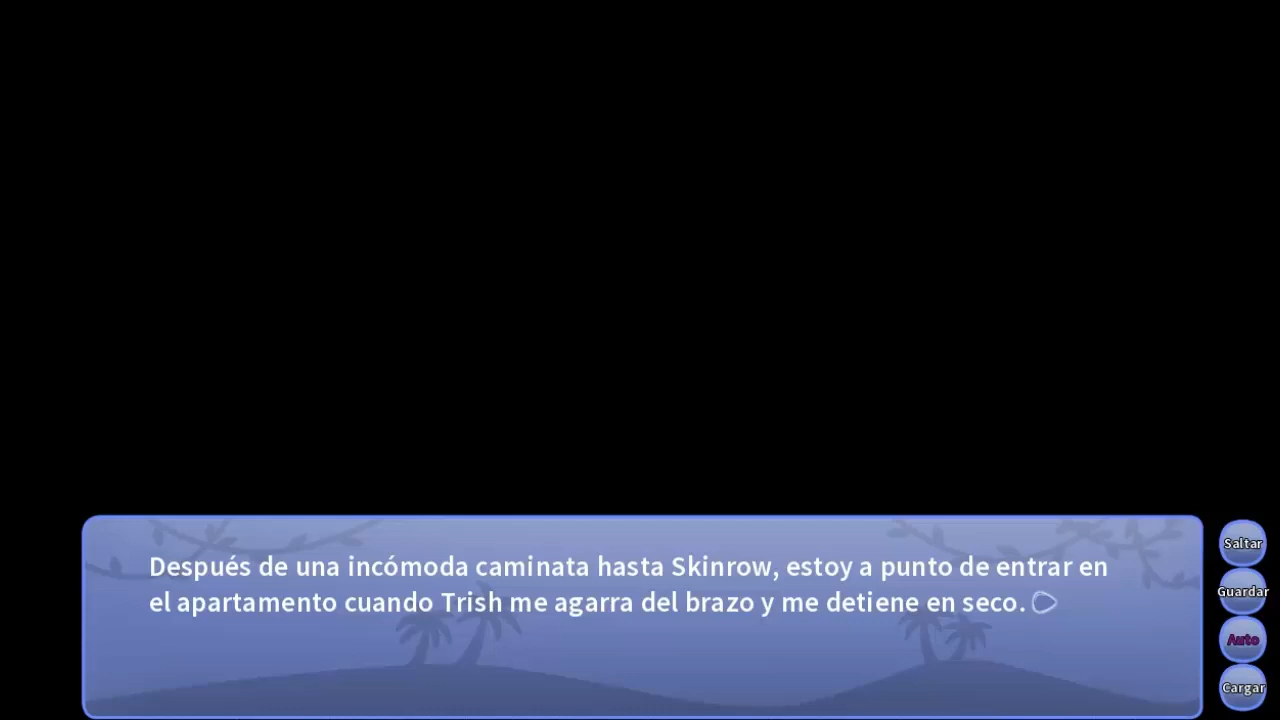 Después de una incómoda caminata hasta Skinrow, estoy a punto de entrar en
el apartamento cuando Trish me agarra del brazo y me detiene en seco.
Saltar
Guardar
Auto
Cargar